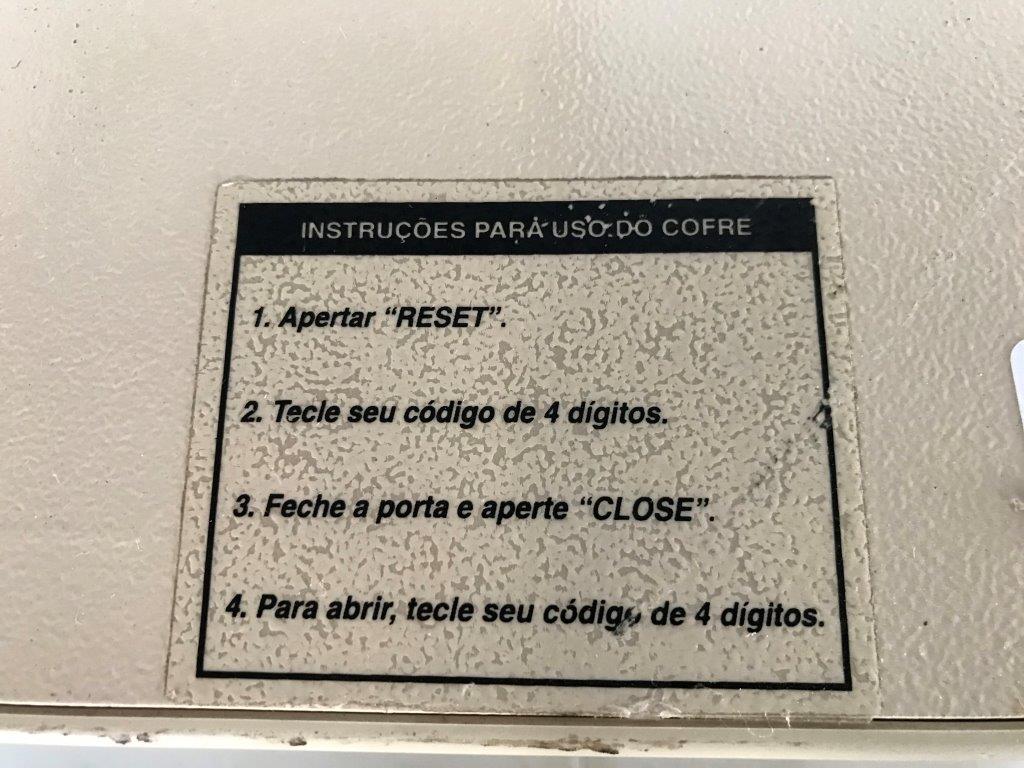 INSTRUÇÕES PARA USO DO COFRE
1. Apertar “RESET”.
2. Tecle seu código de 4 dígitos.
3. Feche a porta e aperte “CLOSE”.
4. Para abrir, tecle seu código de 4 dígitos.